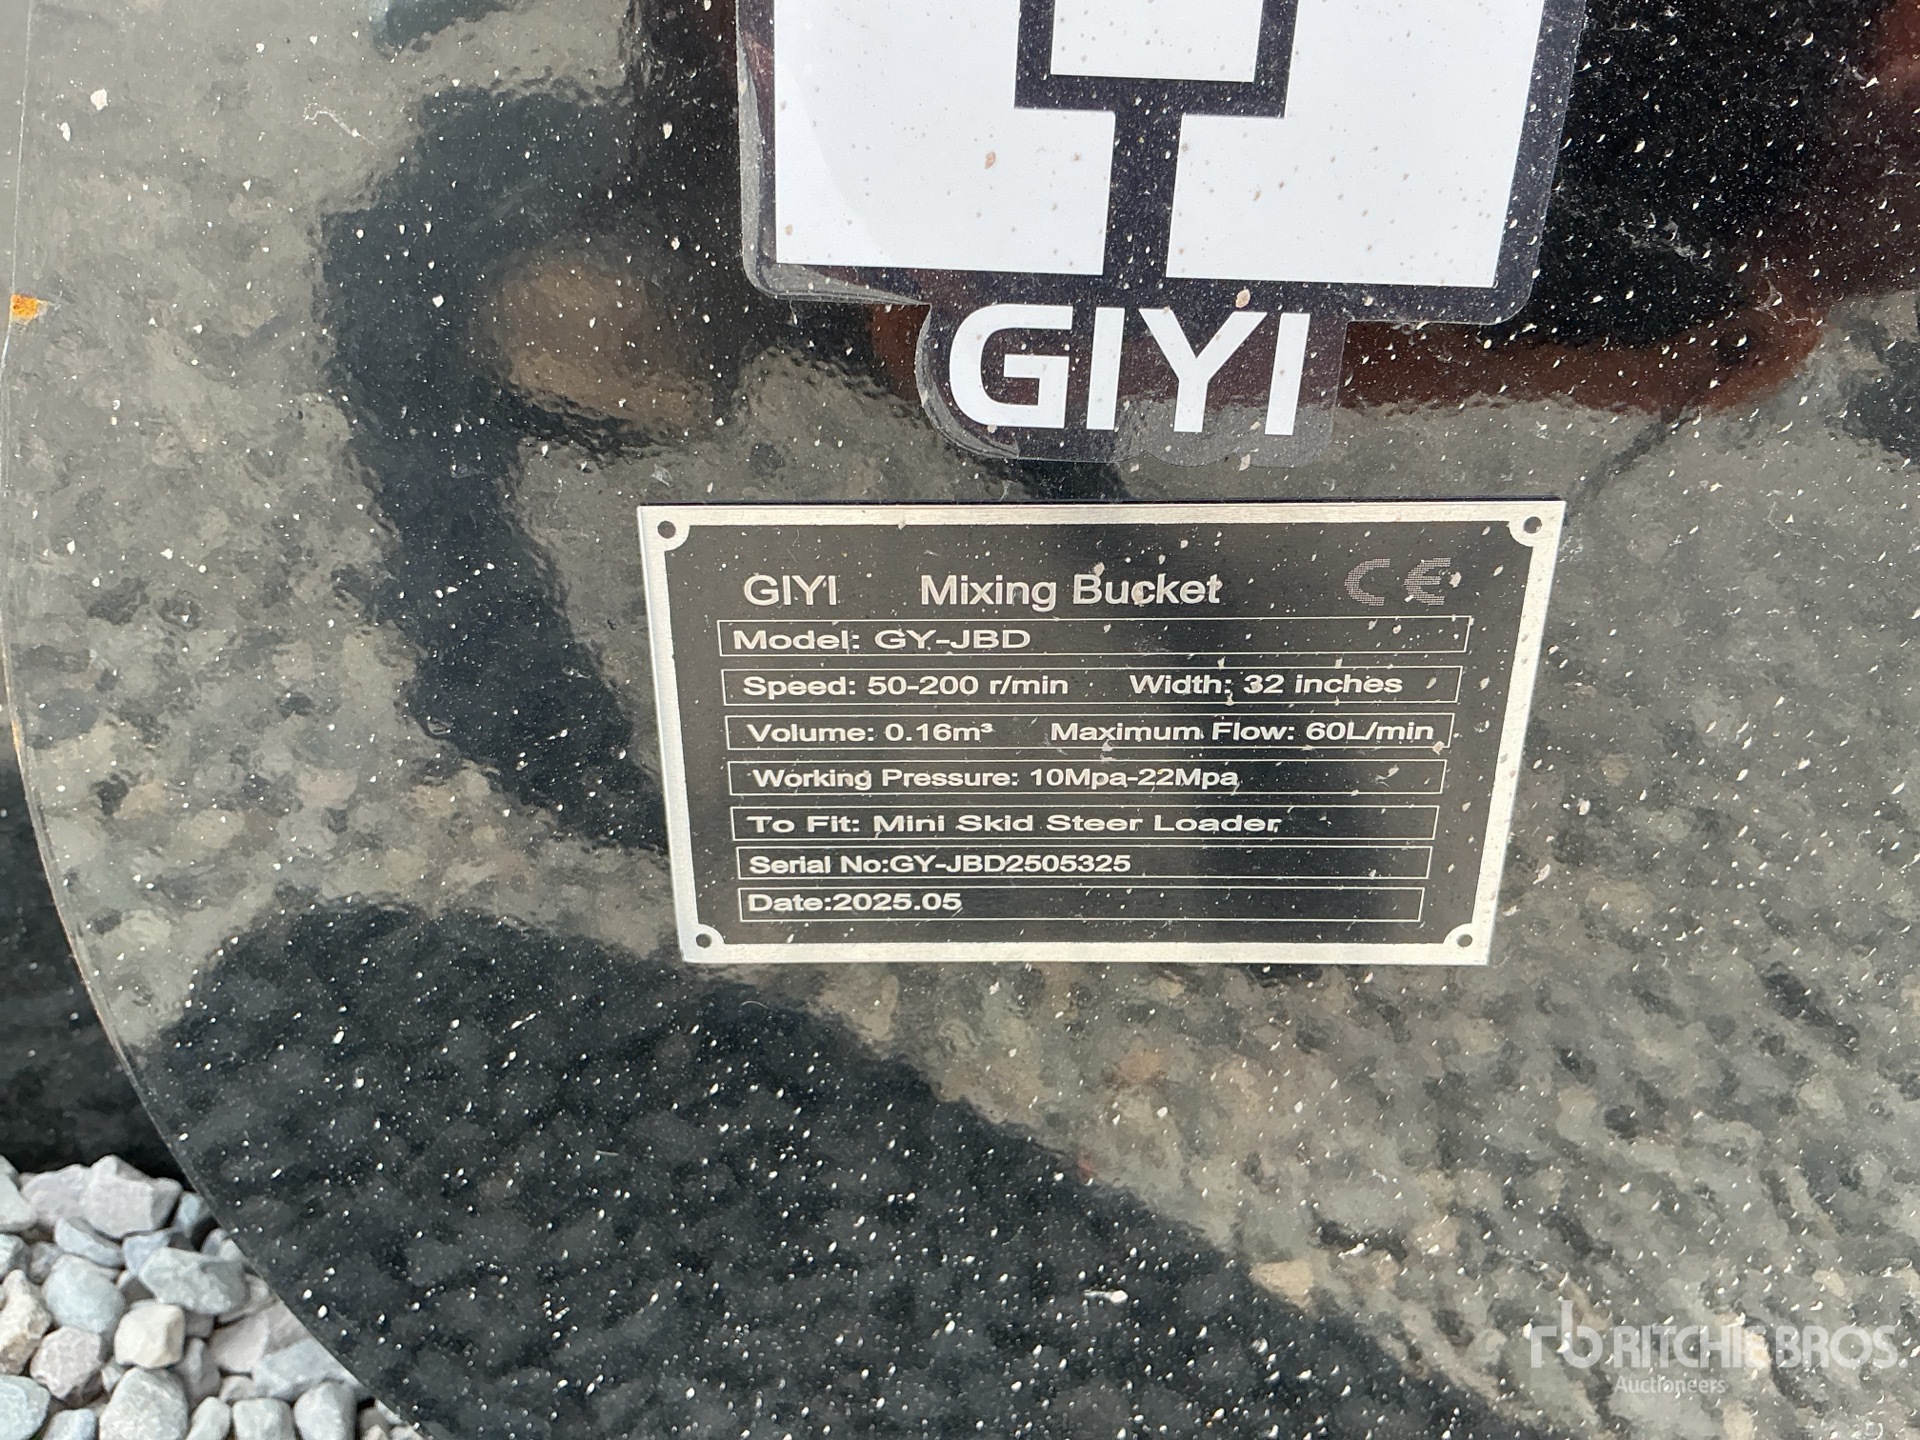 GIYI
GIYI Mixing Bucket CE
Model: GY-JBD
Speed: 50-200 r/min Width: 32 inches
Volume: 0.16m³ Maximum Flow: 60L/min
Working Pressure: 10Mpa-22Mpa
To Fit: Mini Skid Steer Loader
Serial No:GY-JBD2505325
Date:2025.05
rb RITCHIE BROS.
Auctioneers